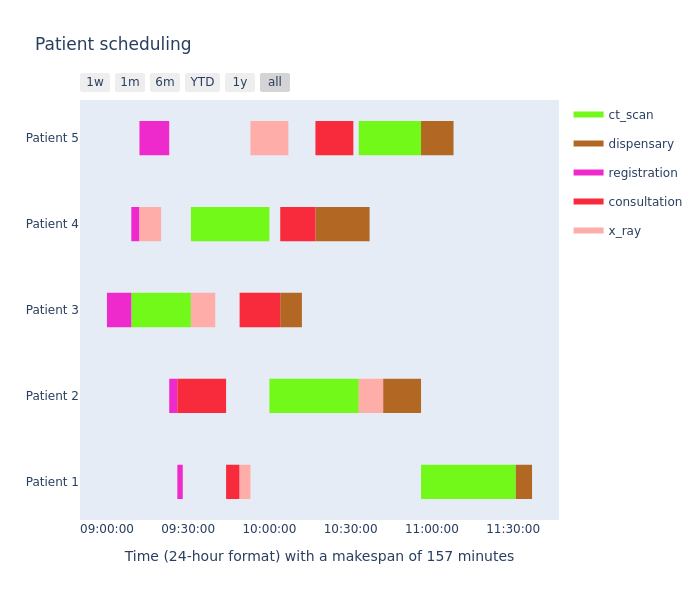 Patient scheduling
1w 1m 6m YTD 1y all
Patient 5
Patient 4
Patient 3
Patient 2
Patient 1
ct_scan
dispensary
registration
consultation
x_ray
09:00:00 09:30:00 10:00:00 10:30:00 11:00:00 11:30:00
Time (24-hour format) with a makespan of 157 minutes